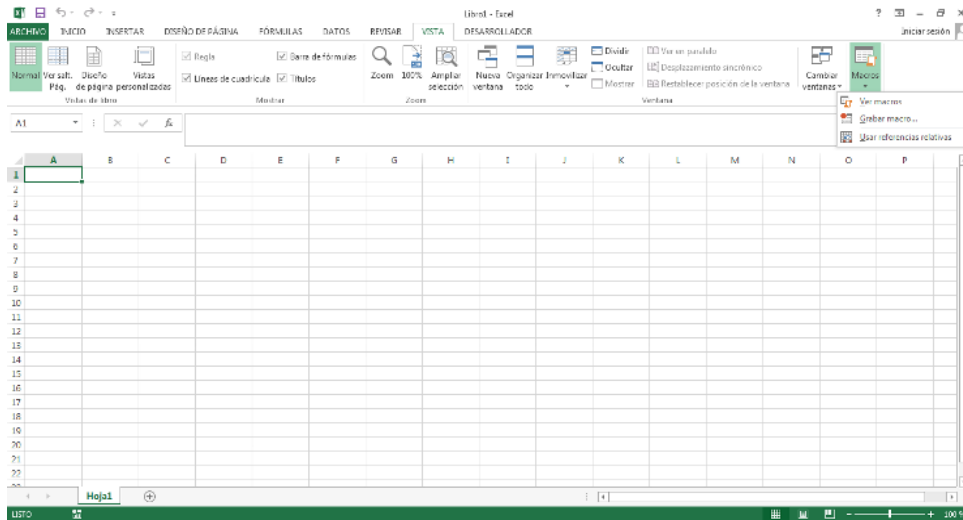 Libro1 - Excel
?
ARCHIVO INICIO INSERTAR DISEÑO DE PÁGINA FÓRMULAS DATOS REVISAR VISTA DESARROLLADOR Iniciar sesión
Normal Ver salt. Pág. Diseño de página Vistas personalizadas
Regla Barra de fórmulas
Líneas de cuadrícula Títulos
Zoom 100% Ampliar selección
Nueva ventana Organizar todo Inmovilizar
Dividir
Ocultar
Mostrar
Ver en paralelo
Desplazamiento sincrónico
Restablecer posición de la ventana
Cambiar ventanas Macros
Vistas de libro Mostrar Zoom Ventana
Ver macros
Grabar macro...
Usar referencias relativas
A1 fx
A B C D E F G H I J K L M N O P
1
2
3
4
5
6
7
8
9
10
11
12
13
14
15
16
17
18
19
20
21
22
Hoja1
LISTO 100 %